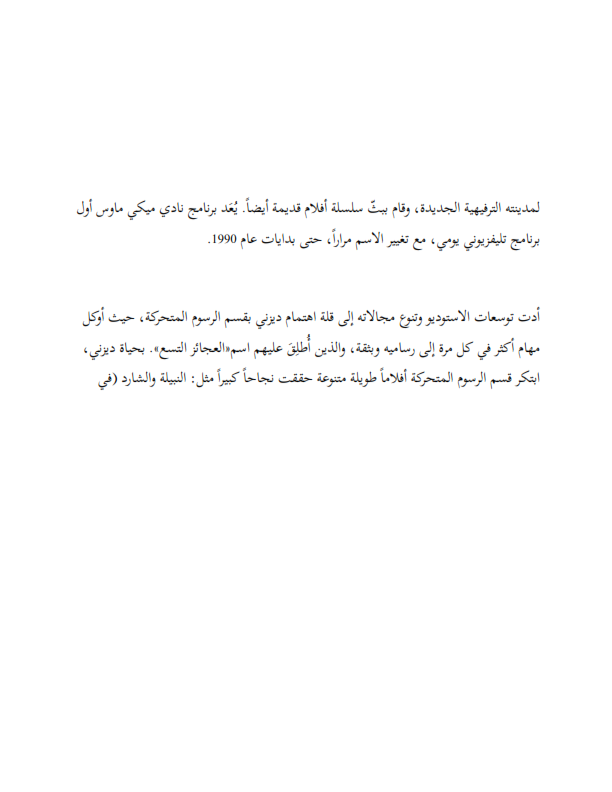 لمدينته الترفيهية الجديدة، وقام ببثّ سلسلة أفلام قديمة أيضاً. يُعَد برنامج نادي ميكي ماوس أول
برنامج تليفزيوني يومي، مع تغيير الاسم مراراً، حتى بدايات عام 1990.
أدت توسعات الاستوديو وتنوع مجالاته إلى قلة اهتمام ديزني بقسم الرسوم المتحركة، حيث أوكل
مهام أكثر في كل مرة إلى رساميه وبثقة، والذين أُطلِقَ عليهم اسم«العجائز التسع». بحياة ديزني،
ابتكر قسم الرسوم المتحركة أفلاماً طويلة متنوعة حققت نجاحاً كبيراً مثل: النبيلة والشارد (في